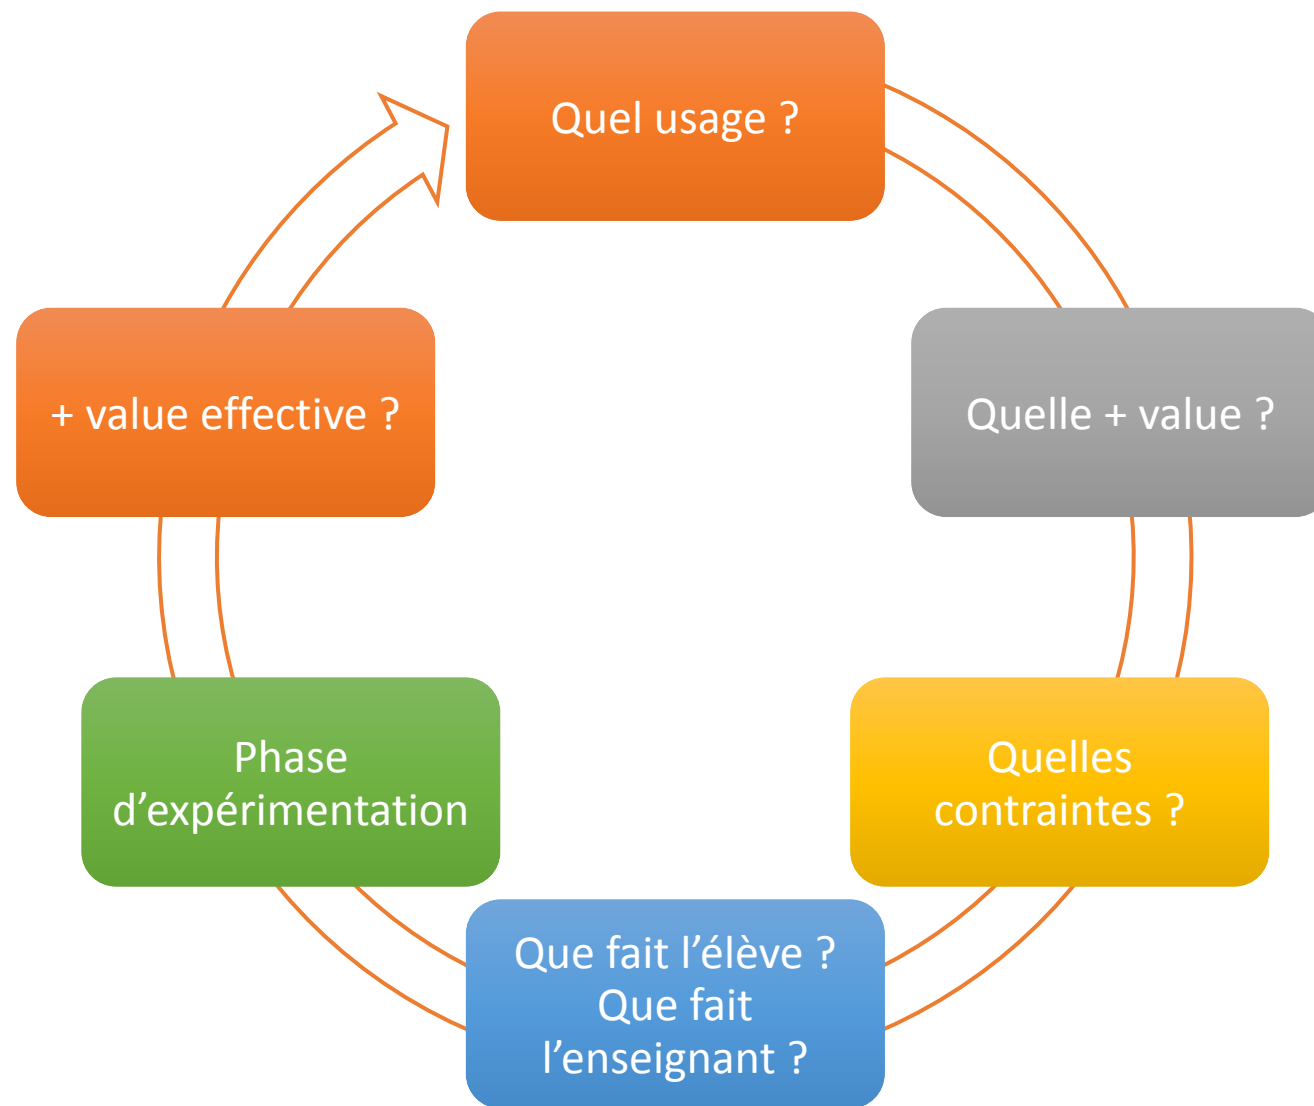 Quel usage ?
Quelle + value ?
Quelles
contraintes ?
Que fait l’élève ?
Que fait
l’enseignant ?
Phase
d’expérimentation
+ value effective ?